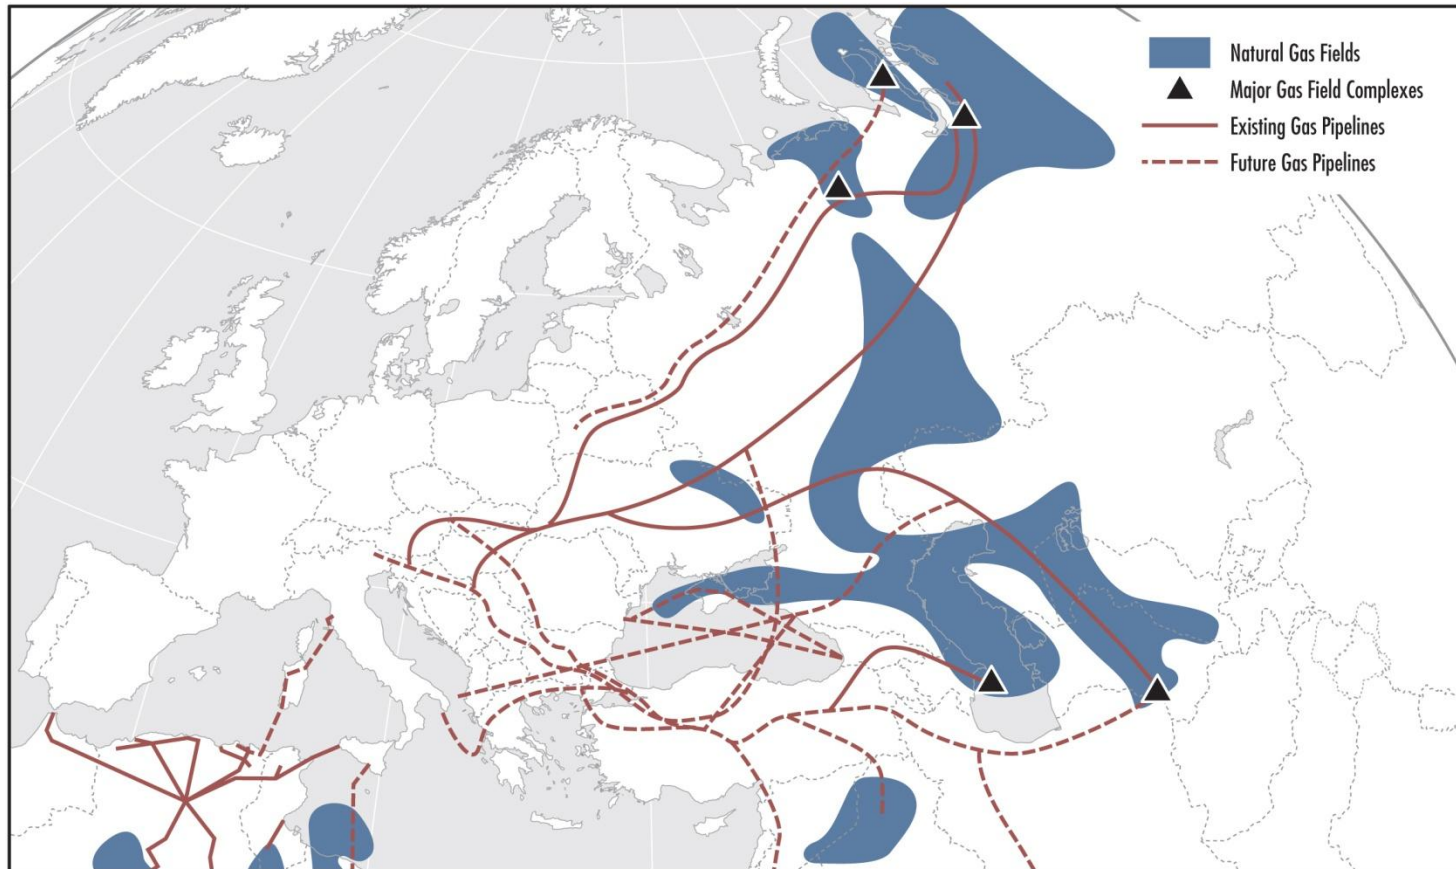 Natural Gas Fields
Major Gas Field Complexes
Existing Gas Pipelines
Future Gas Pipelines